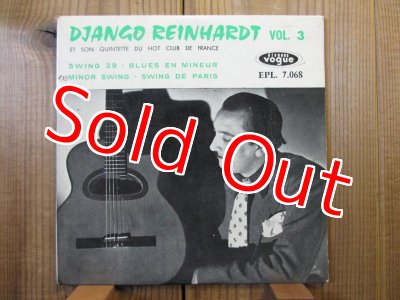 DJANGO REINHARDT VOL. 3
ET SON QUINTETTE DU HOT CLUB DE FRANCE
disques
vogue
SWING 39 - BLUES EN MINEUR
MINOR SWING - SWING DE PARIS
EPL. 7.068
Sold Out